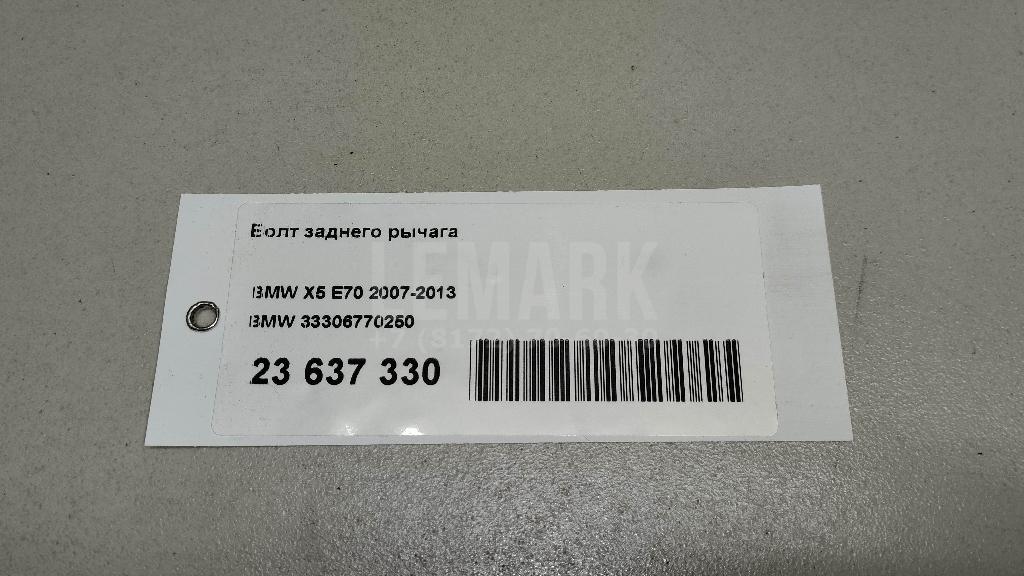 Болт заднего рычага
LEMARK
BMW X5 E70 2007-2013
BMW 33306770250
23 637 330